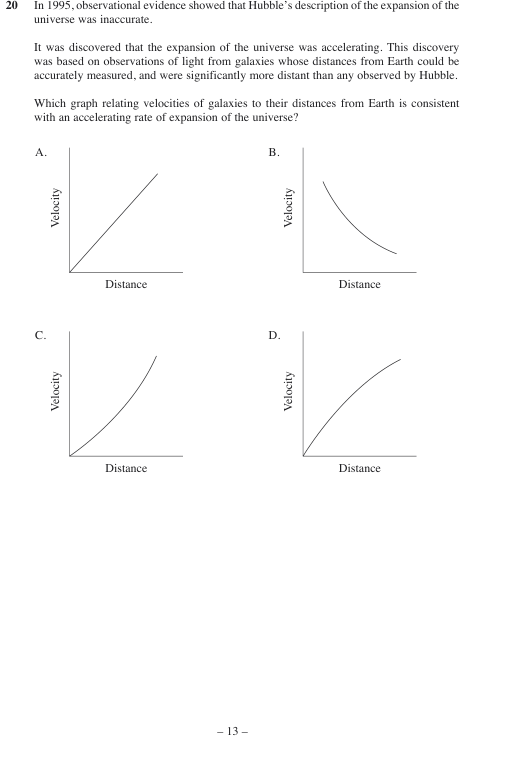 20 In 1995, observational evidence showed that Hubble's description of the expansion of the
universe was inaccurate.
It was discovered that the expansion of the universe was accelerating. This discovery
was based on observations of light from galaxies whose distances from Earth could be
accurately measured, and were significantly more distant than any observed by Hubble.
Which graph relating velocities of galaxies to their distances from Earth is consistent
with an accelerating rate of expansion of the universe?
A.
Velocity
Distance
B.
Velocity
Distance
C.
Velocity
Distance
D.
Velocity
Distance
– 13 –